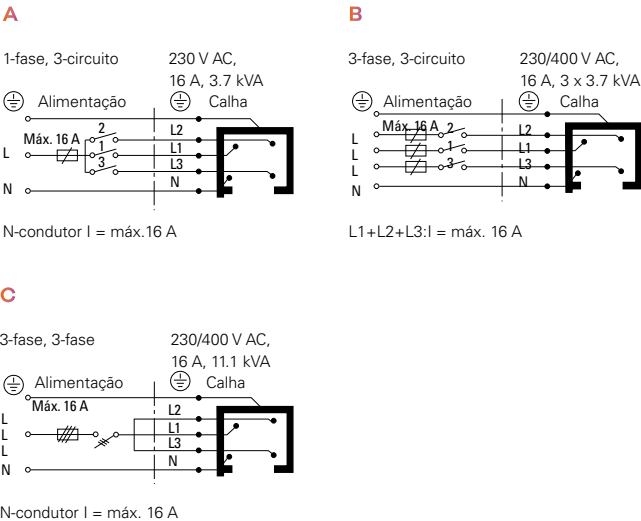 A
1-fase, 3-circuito
230 V AC,
16 A, 3.7 kVA
Alimentação
Calha
Máx. 16 A
2
1
3
L
N
L2
L1
L3
N
N-condutor I = máx.16 A
B
3-fase, 3-circuito
230/400 V AC,
16 A, 3 x 3.7 kVA
Alimentação
Calha
Máx. 16 A
2
1
3
L
L
L
N
L2
L1
L3
N
L1+L2+L3:I = máx. 16 A
C
3-fase, 3-fase
230/400 V AC,
16 A, 11.1 kVA
Alimentação
Calha
Máx. 16 A
L
L
L
N
L2
L1
L3
N
N-condutor I = máx. 16 A